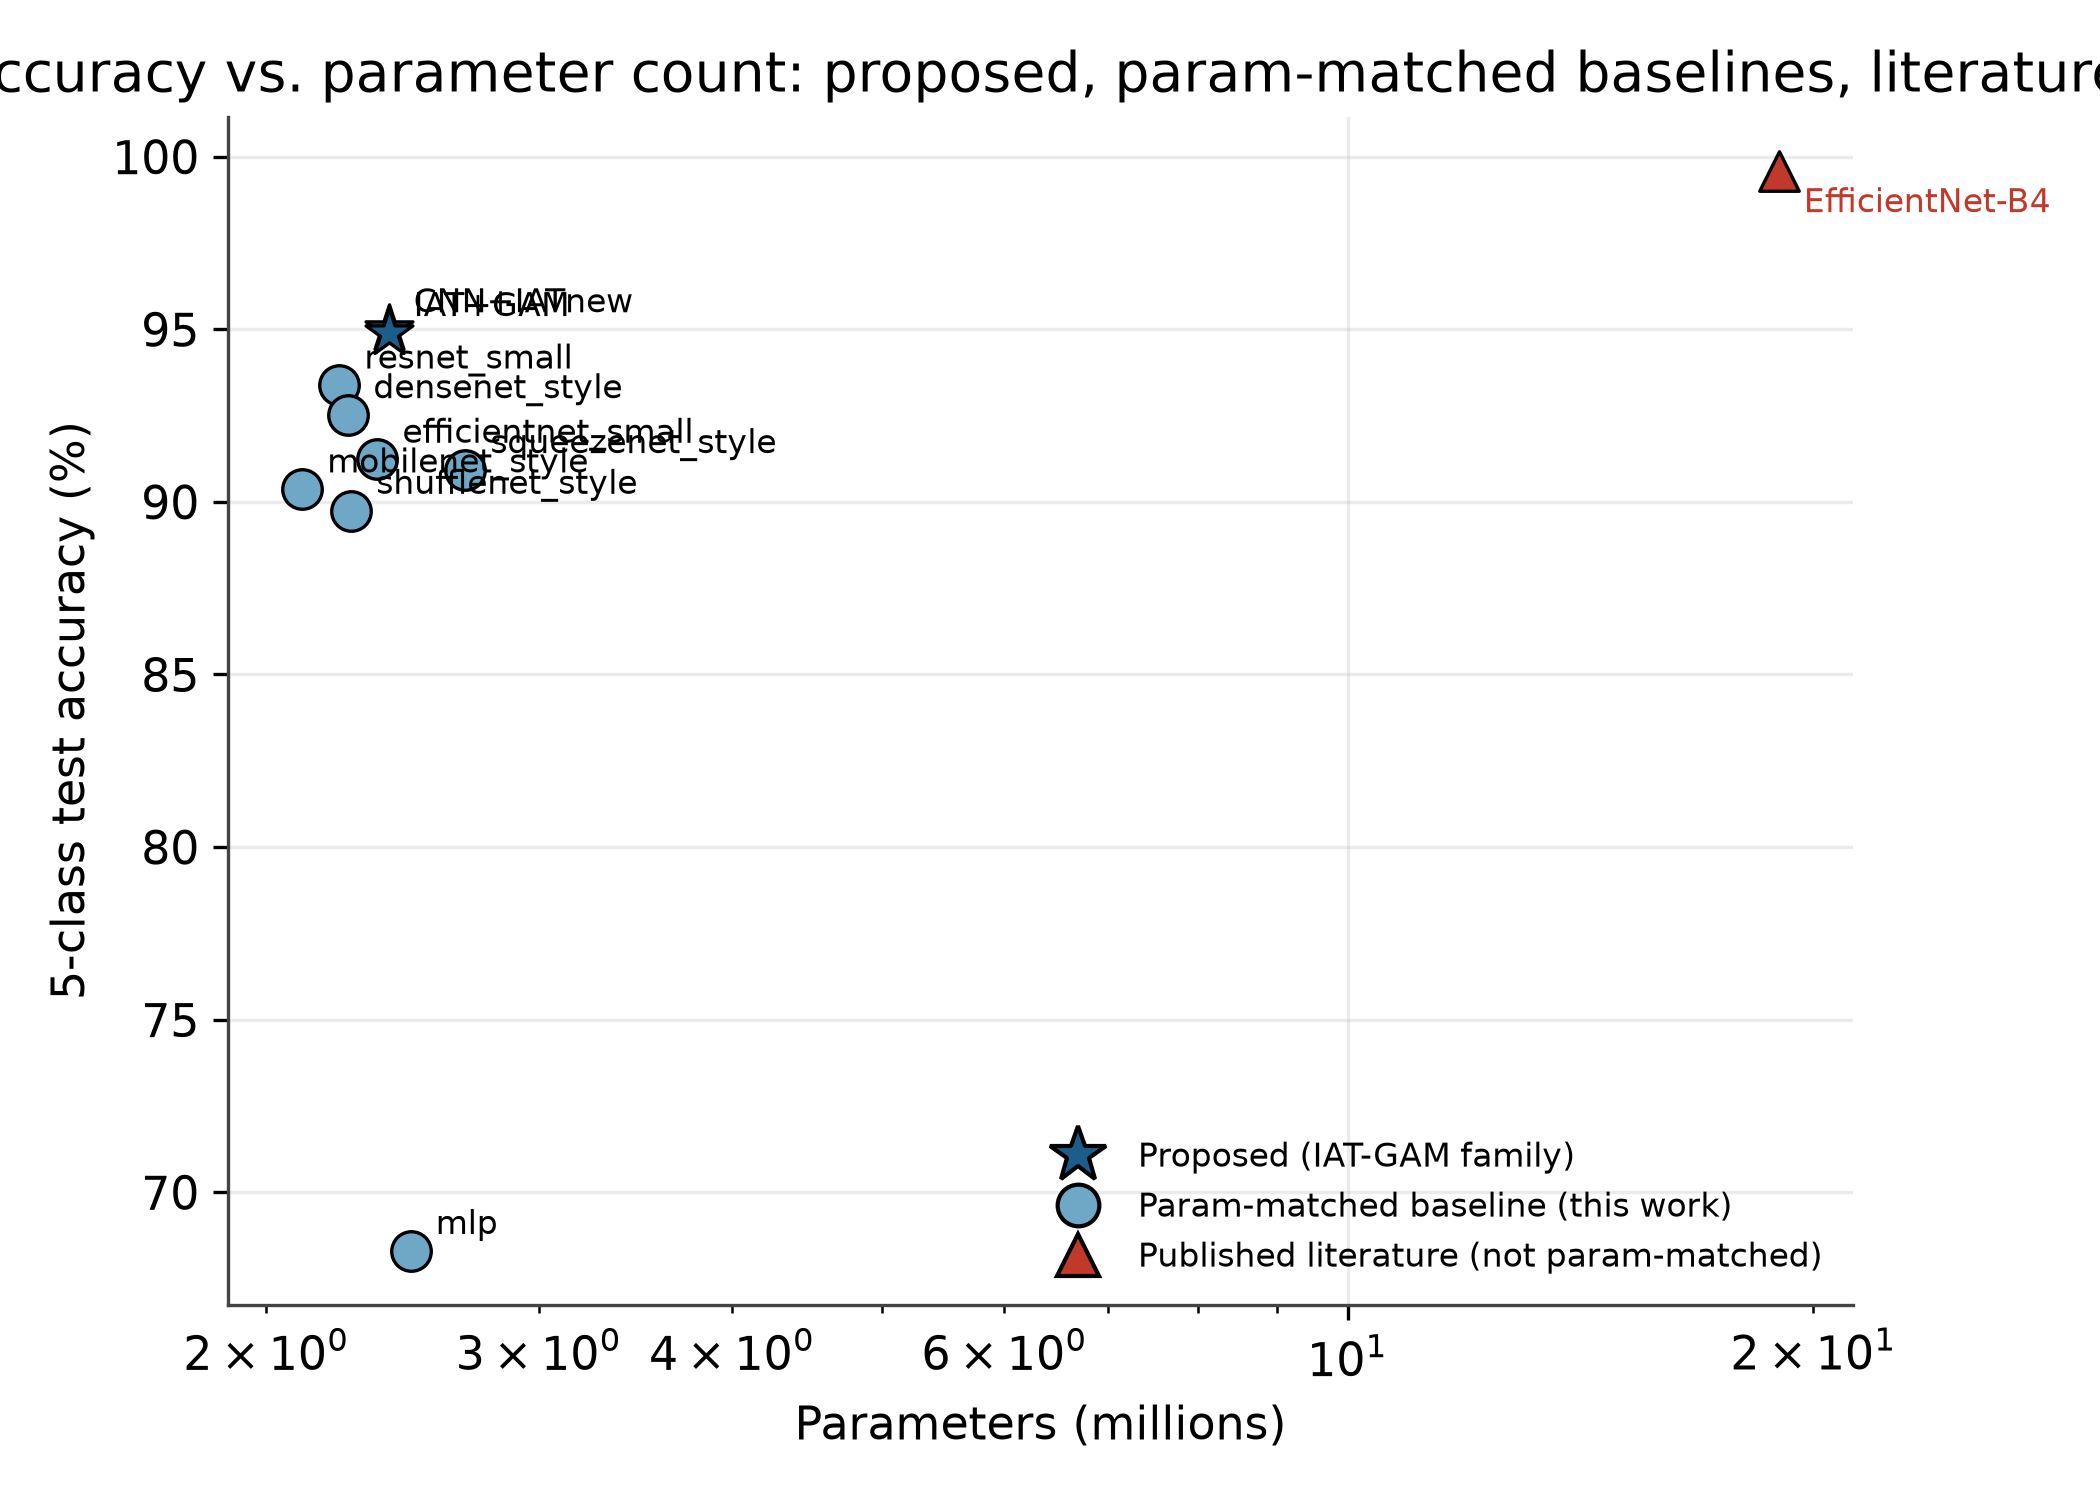 ccuracy vs. parameter count: proposed, param-matched baselines, literature
100
95
90
85
80
75
70
5-class test accuracy (%)
EfficientNet-B4
CNN+IATnew
IAT+GAM
resnet_small
densenet_style
efficientnet_small
squeezenet_style
mobilenet_style
shufflenet_style
mlp
Proposed (IAT-GAM family)
Param-matched baseline (this work)
Published literature (not param-matched)
2 × 10⁰
3 × 10⁰
4 × 10⁰
6 × 10⁰
10¹
2 × 10¹
Parameters (millions)